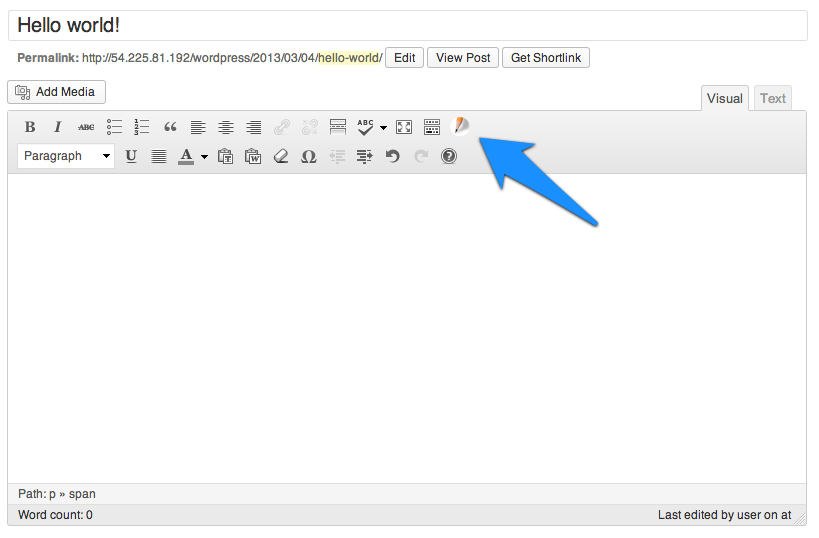 Hello world!
Permalink: http://54.225.81.192/wordpress/2013/03/04/hello-world/ Edit View Post Get Shortlink
Add Media
Visual Text
B I ABC ABC
Paragraph U A T W Ω ?
Path: p » span
Word count: 0 Last edited by user on at